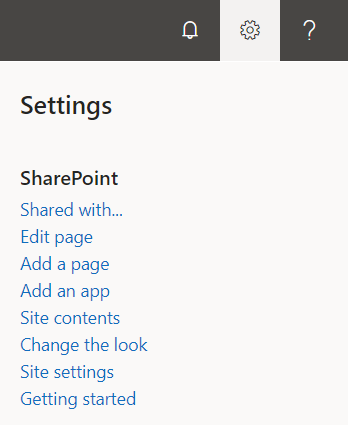 Settings
SharePoint
Shared with...
Edit page
Add a page
Add an app
Site contents
Change the look
Site settings
Getting started